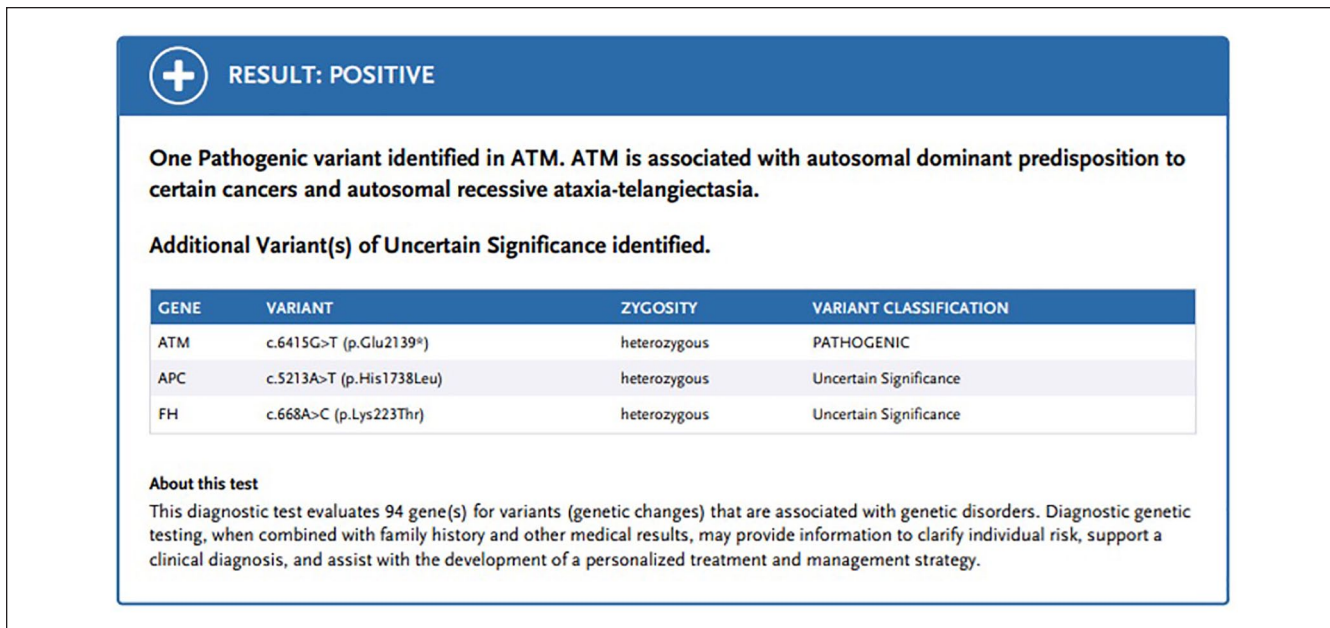 RESULT: POSITIVE
One Pathogenic variant identified in ATM. ATM is associated with autosomal dominant predisposition to
certain cancers and autosomal recessive ataxia-telangiectasia.
Additional Variant(s) of Uncertain Significance identified.
GENE VARIANT ZYGOSITY VARIANT CLASSIFICATION
ATM c.6415G>T (p.Glu2139*) heterozygous PATHOGENIC
APC c.5213A>T (p.His1738Leu) heterozygous Uncertain Significance
FH c.668A>C (p.Lys223Thr) heterozygous Uncertain Significance
About this test
This diagnostic test evaluates 94 gene(s) for variants (genetic changes) that are associated with genetic disorders. Diagnostic genetic
testing, when combined with family history and other medical results, may provide information to clarify individual risk, support a
clinical diagnosis, and assist with the development of a personalized treatment and management strategy.